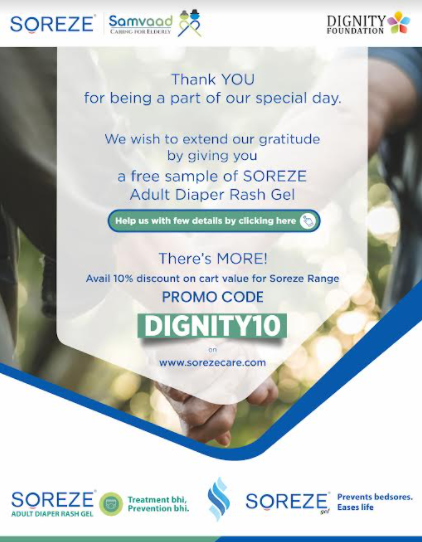 SOREZE
Samvaad
CARING FOR ELDERLY
DIGNITY
FOUNDATION
Thank YOU
for being a part of our special day.
We wish to extend our gratitude
by giving you
a free sample of SOREZE
Adult Diaper Rash Gel
Help us with few details by clicking here
There's MORE!
Avail 10% discount on cart value for Soreze Range
PROMO CODE
DIGNITY10
on
www.sorezecare.com
SOREZE
ADULT DIAPER RASH GEL
Treatment bhi,
Prevention bhi.
SOREZE
gel
Prevents bedsores.
Eases life